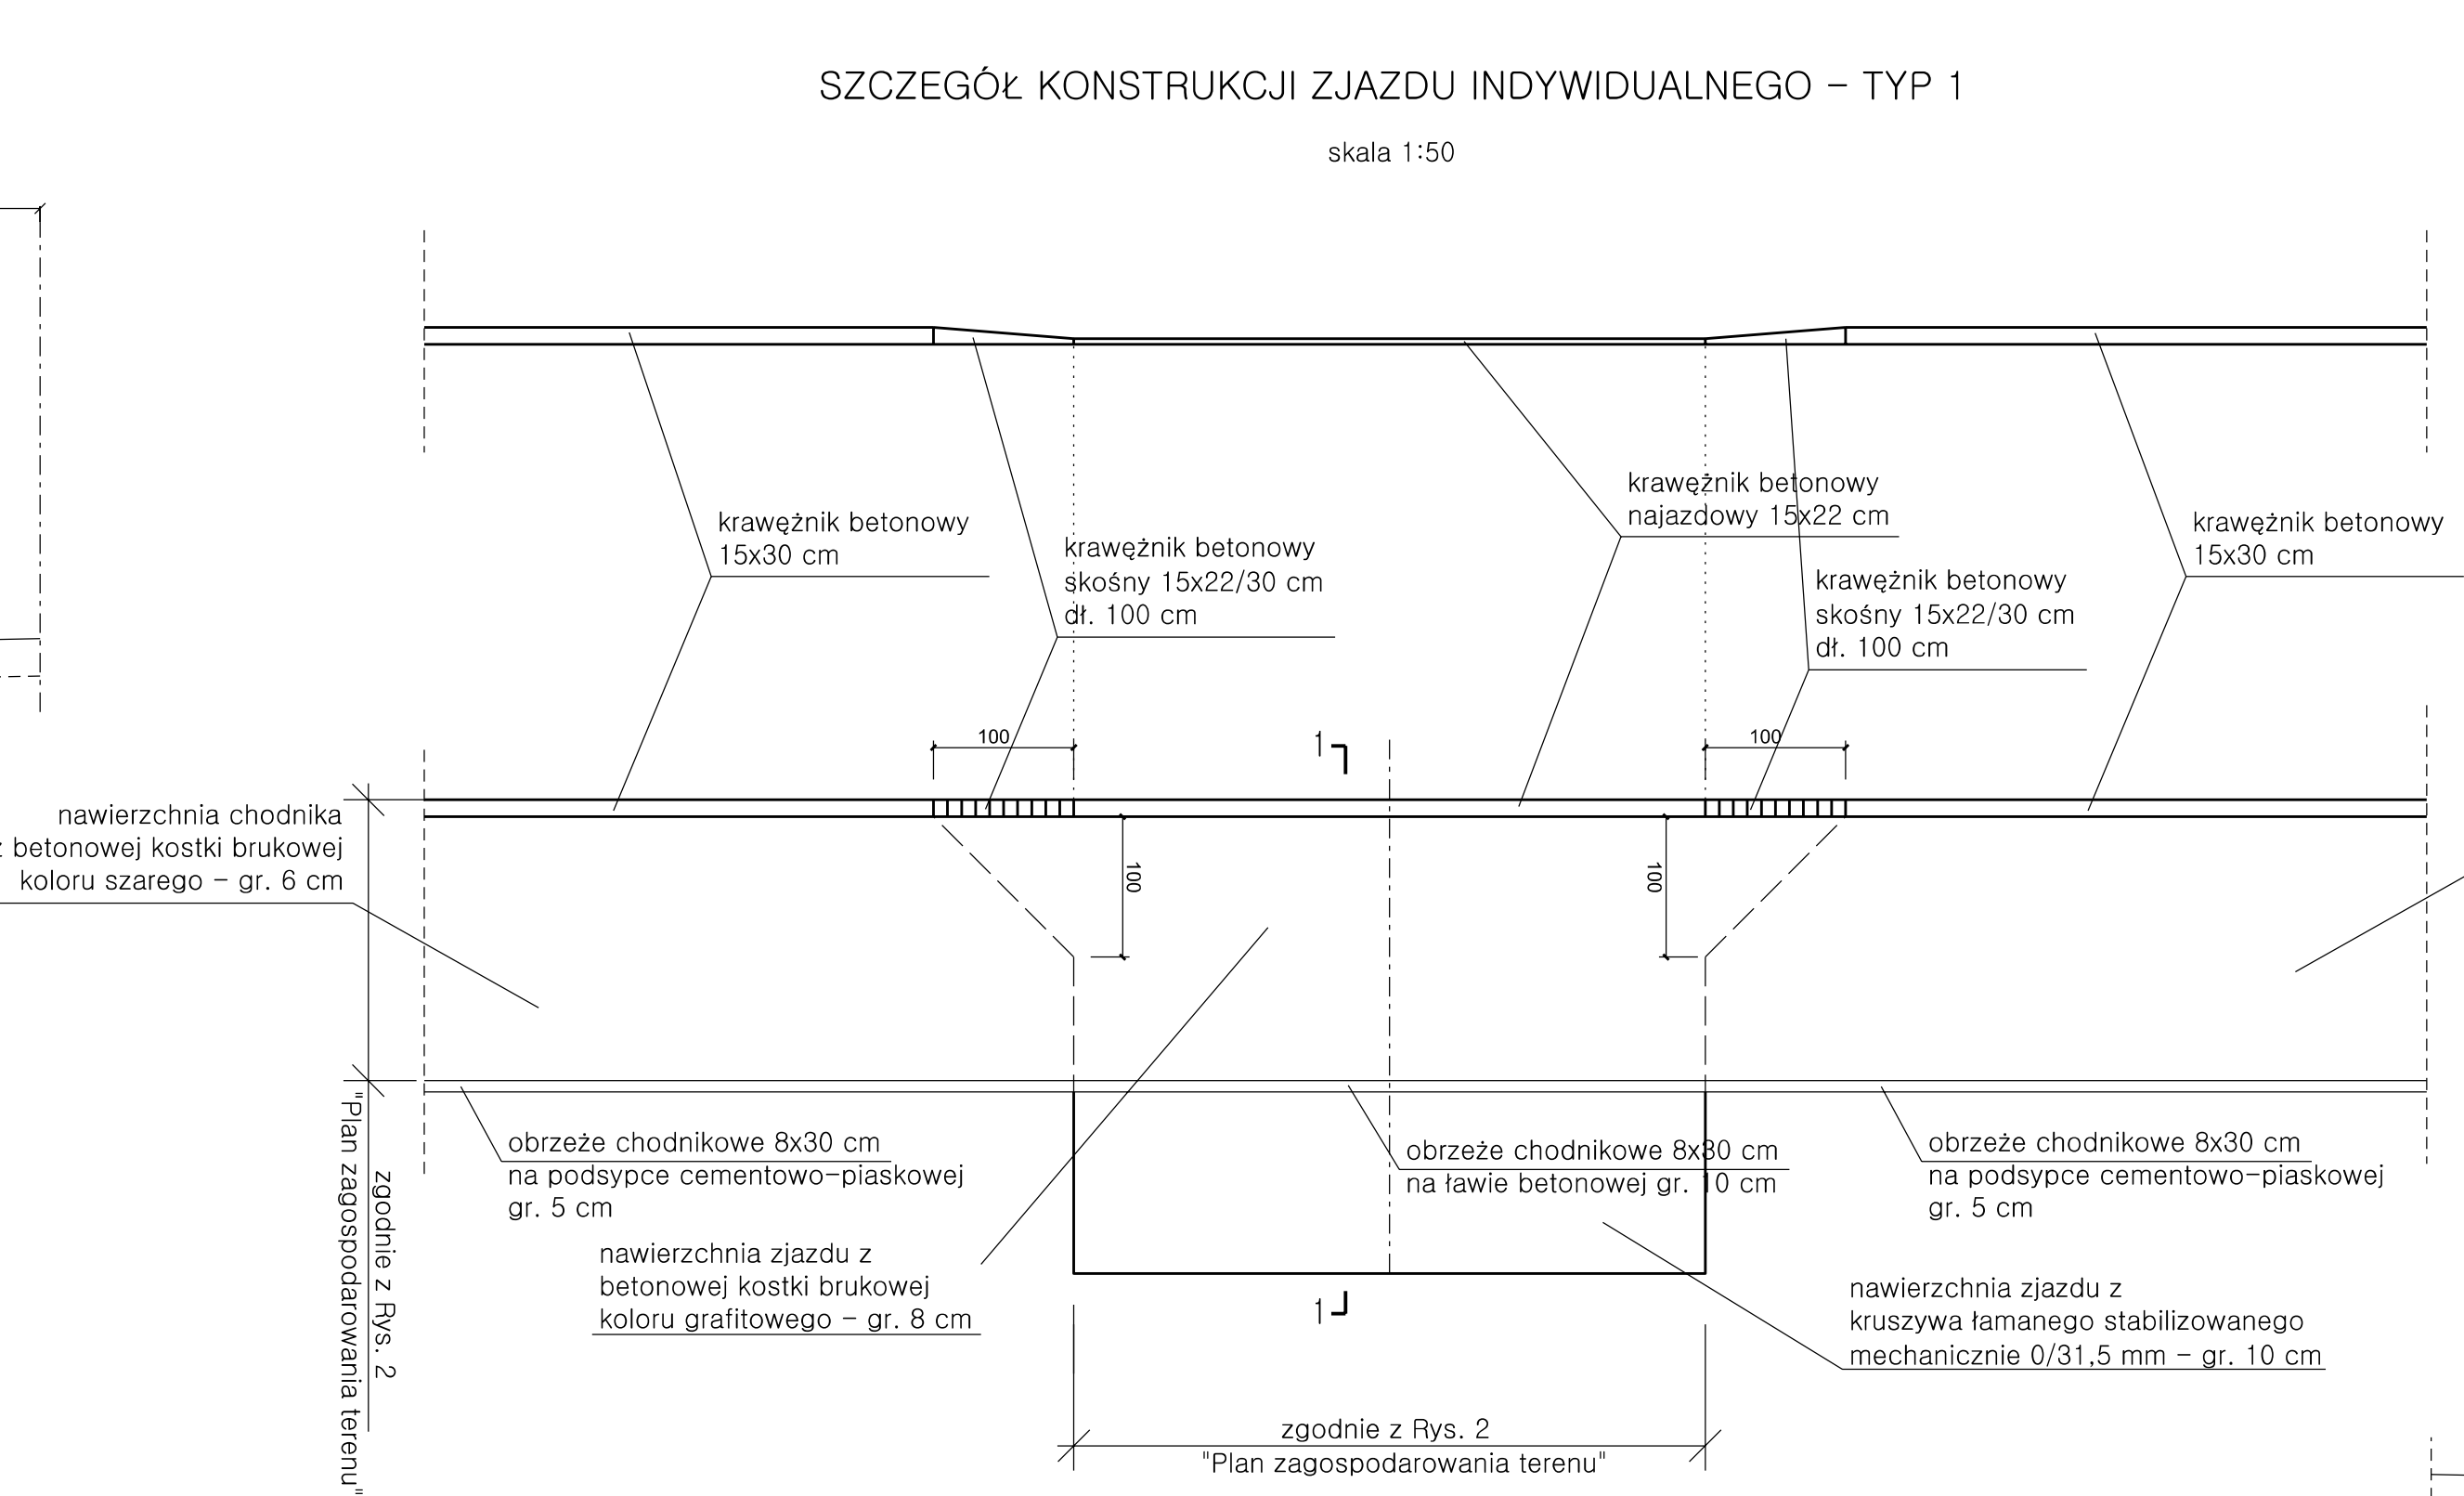 SZCZEGÓŁ KONSTRUKCJI ZJAZDU INDYWIDUALNEGO – TYP 1
skala 1:50
krawężnik betonowy
15x30 cm
krawężnik betonowy
skośny 15x22/30 cm
dł. 100 cm
krawężnik betonowy
najazdowy 15x22 cm
krawężnik betonowy
skośny 15x22/30 cm
dł. 100 cm
krawężnik betonowy
15x30 cm
100
1
100
nawierzchnia chodnika
z betonowej kostki brukowej
koloru szarego – gr. 6 cm
100
100
obrzeże chodnikowe 8x30 cm
na podsypce cementowo–piaskowej
gr. 5 cm
obrzeże chodnikowe 8x30 cm
na ławie betonowej gr. 10 cm
obrzeże chodnikowe 8x30 cm
na podsypce cementowo–piaskowej
gr. 5 cm
zgodnie z Rys. 2
"Plan zagospodarowania terenu"
nawierzchnia zjazdu z
betonowej kostki brukowej
koloru grafitowego – gr. 8 cm
1
nawierzchnia zjazdu z
kruszywa łamanego stabilizowanego
mechanicznie 0/31,5 mm – gr. 10 cm
zgodnie z Rys. 2
"Plan zagospodarowania terenu"